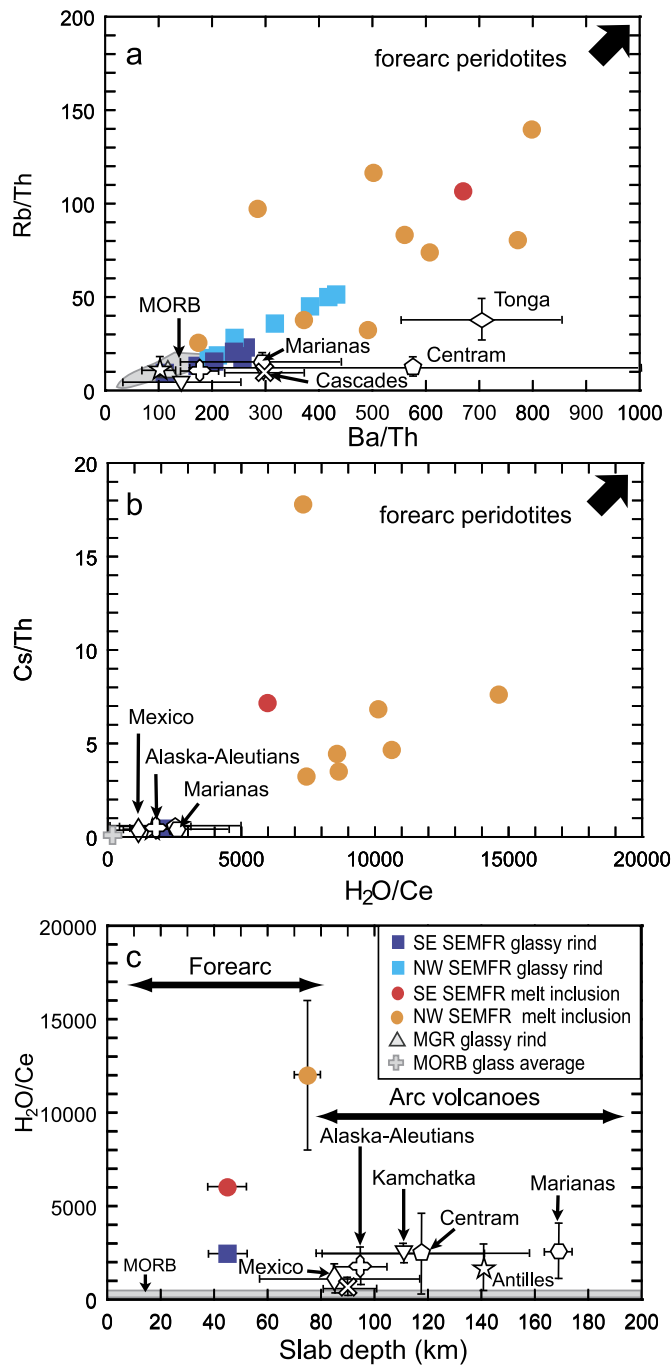 200
150
100
50
0
Rb/Th
a
forearc peridotites
MORB
Tonga
Marianas
Centram
Cascades
0 100 200 300 400 500 600 700 800 900 1000
Ba/Th
20
15
10
5
0
Cs/Th
b
forearc peridotites
Mexico
Alaska-Aleutians
Marianas
0 5000 10000 15000 20000
H₂O/Ce
20000
15000
10000
5000
0
H₂O/Ce
c
Forearc
SE SEMFR glassy rind
NW SEMFR glassy rind
SE SEMFR melt inclusion
NW SEMFR melt inclusion
MGR glassy rind
MORB glass average
Arc volcanoes
Alaska-Aleutians
Kamchatka
Centram
Marianas
MORB
Mexico
Antilles
0 20 40 60 80 100 120 140 160 180 200
Slab depth (km)